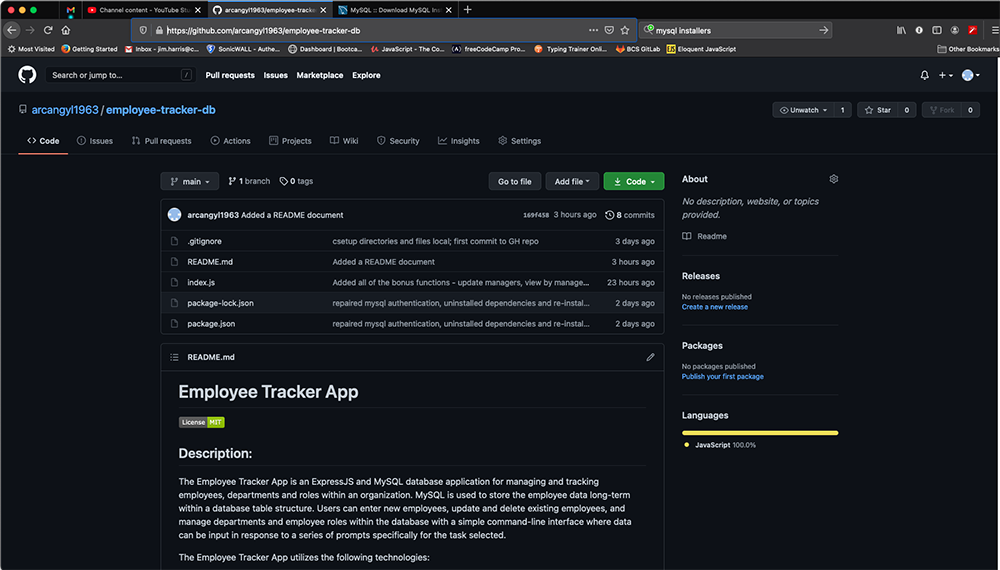 Channel content - YouTube Stu
arcangyl1963/employee-tracke
MySQL :: Download MySQL Inst
https://github.com/arcangyl1963/employee-tracker-db
mysql installers
Most Visited Getting Started Inbox - jim.harris@c... SonicWALL - Authe... Dashboard | Bootca... JavaScript - The Co... freeCodeCamp Pro... Typing Trainer Onli... BCS GitLab Eloquent JavaScript Other Bookmarks
Search or jump to... / Pull requests Issues Marketplace Explore
arcangyl1963 / employee-tracker-db
Unwatch 1 Star 0 Fork 0
Code Issues Pull requests Actions Projects Wiki Security Insights Settings
main 1 branch 0 tags Go to file Add file Code
arcangyl1963 Added a README document 169f458 3 hours ago 8 commits
.gitignore csetup directories and files local; first commit to GH repo 3 days ago
README.md Added a README document 3 hours ago
index.js Added all of the bonus functions - update managers, view by manage... 23 hours ago
package-lock.json repaired mysql authentication, uninstalled dependencies and re-instal... 2 days ago
package.json repaired mysql authentication, uninstalled dependencies and re-instal... 2 days ago
README.md
Employee Tracker App
License MIT
Description:
The Employee Tracker App is an ExpressJS and MySQL database application for managing and tracking
employees, departments and roles within an organization. MySQL is used to store the employee data long-term
within a database table structure. Users can enter new employees, update and delete existing employees, and
manage departments and employee roles within the database with a simple command-line interface where data
can be input in response to a series of prompts specifically for the task selected.
The Employee Tracker App utilizes the following technologies:
About
No description, website, or topics
provided.
Readme
Releases
No releases published
Create a new release
Packages
No packages published
Publish your first package
Languages
JavaScript 100.0%